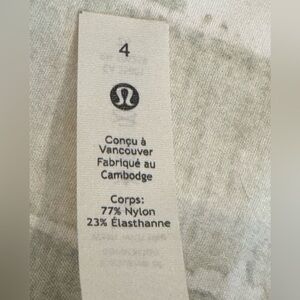 4
Conçu à
Vancouver
Fabriqué au
Cambodge
Corps:
77% Nylon
23% Élasthanne